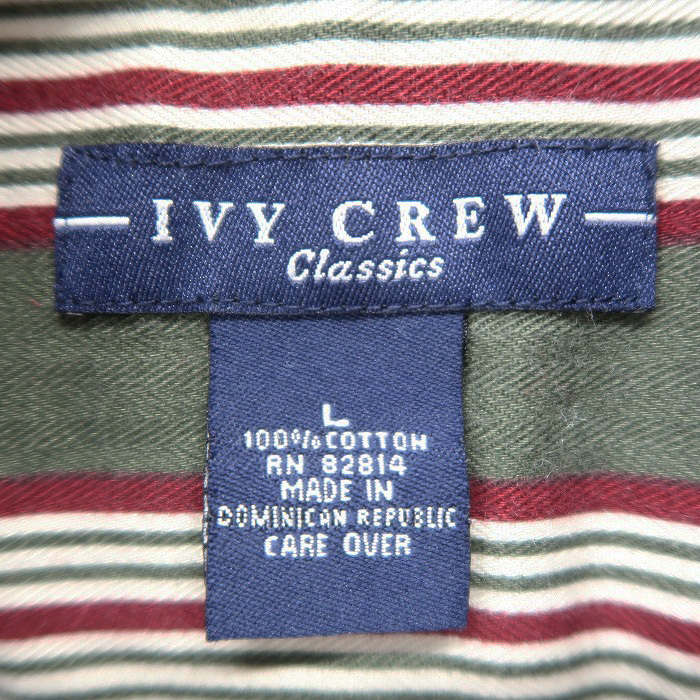 IVY CREW
Classics
L
100% COTTON
RN 82814
MADE IN
DOMINICAN REPUBLIC
CARE OVER